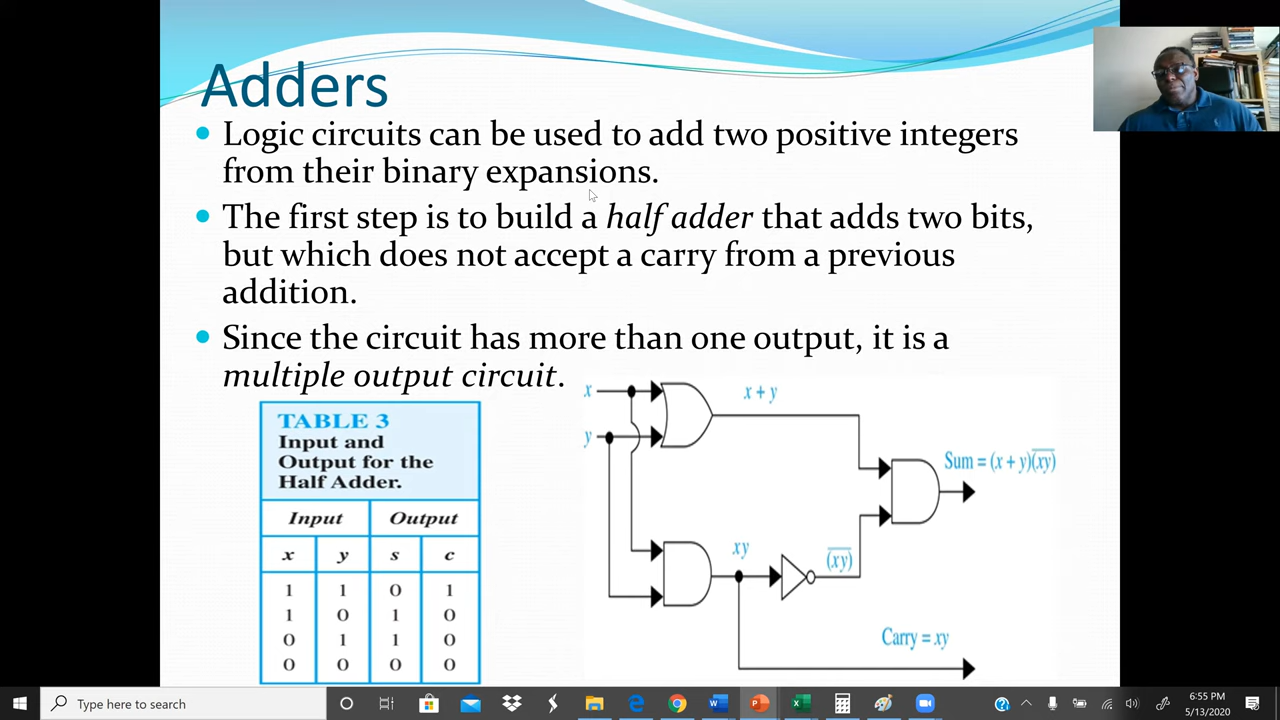 Adders
Logic circuits can be used to add two positive integers
from their binary expansions.
The first step is to build a half adder that adds two bits,
but which does not accept a carry from a previous
addition.
Since the circuit has more than one output, it is a
multiple output circuit.
TABLE 3
Input and
Output for the
Half Adder.
Input Output
x y s c
1 1 0 1
1 0 1 0
0 1 1 0
0 0 0 0
x
x + y
y
Sum = (x + y)(x̅y̅)
xy
(x̅y̅)
Carry = xy
Type here to search
6:55 PM
5/13/2020